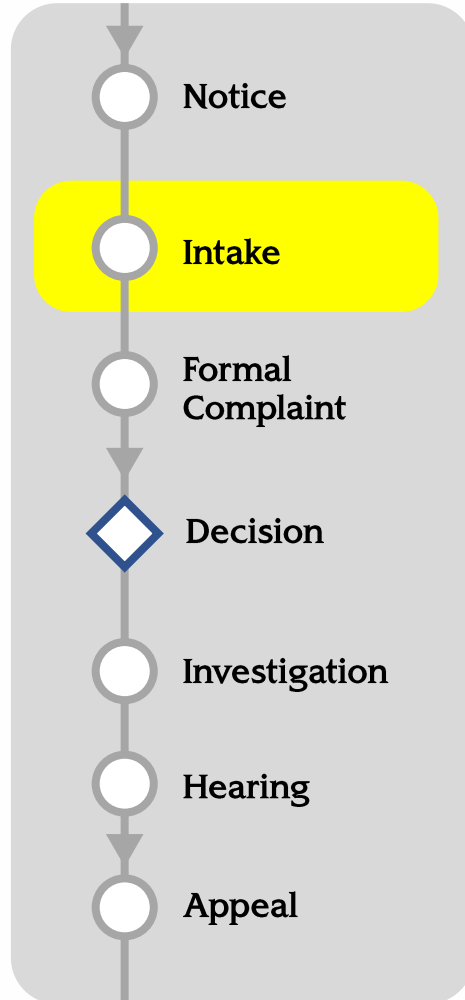 Notice
Intake
Formal
Complaint
Decision
Investigation
Hearing
Appeal